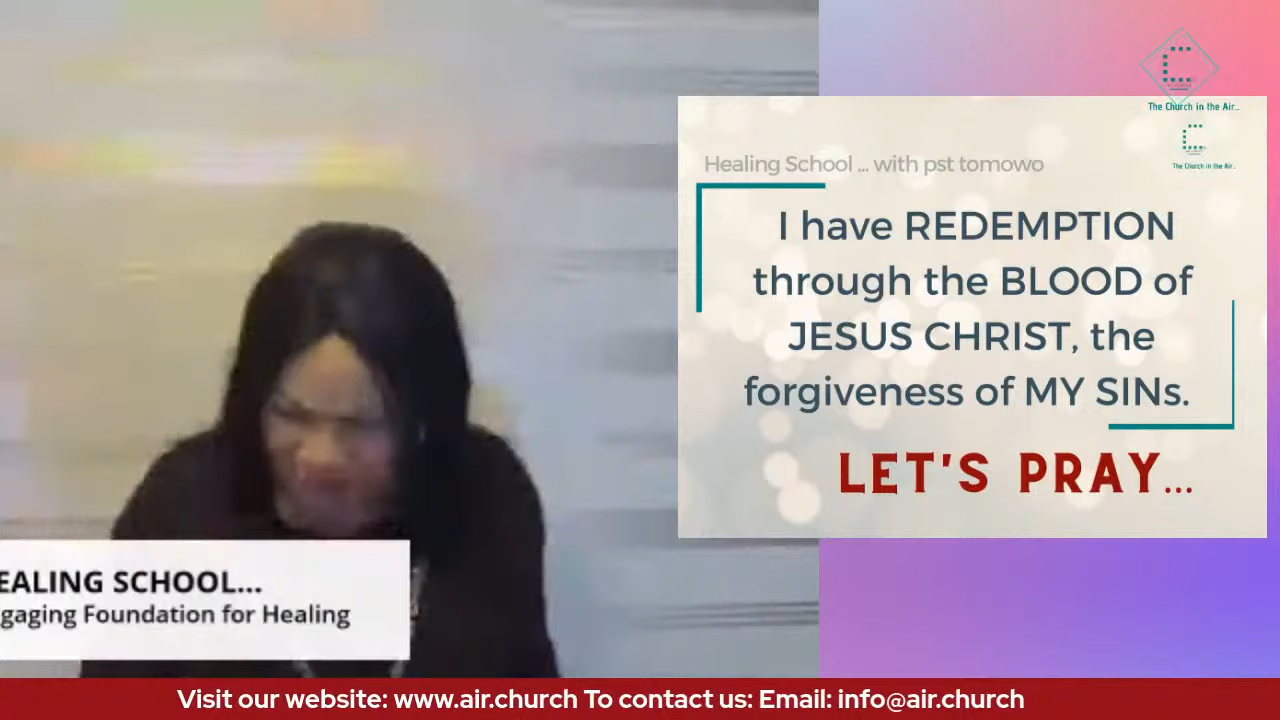 The Church in the Air..
The Church in the Air..
Healing School ... with pst tomowo
I have REDEMPTION
through the BLOOD of
JESUS CHRIST, the
forgiveness of MY SINs.
LET'S PRAY...
EALING SCHOOL...
gaging Foundation for Healing
Visit our website: www.air.church To contact us: Email: info@air.church